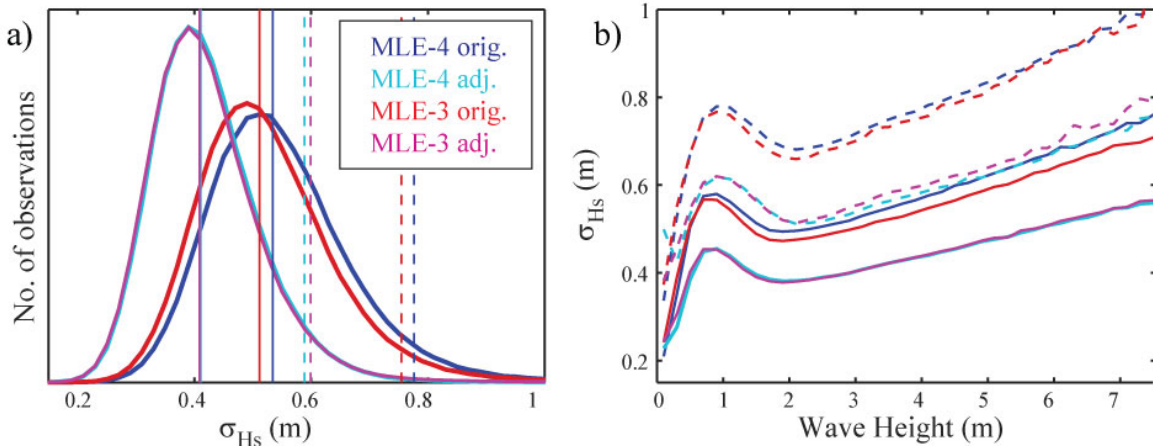 a)
No. of observations
MLE-4 orig.
MLE-4 adj.
MLE-3 orig.
MLE-3 adj.
0.2 0.4 0.6 0.8 1
σHs (m)
b)
σHs (m)
1
0.8
0.6
0.4
0.2
0 1 2 3 4 5 6 7
Wave Height (m)